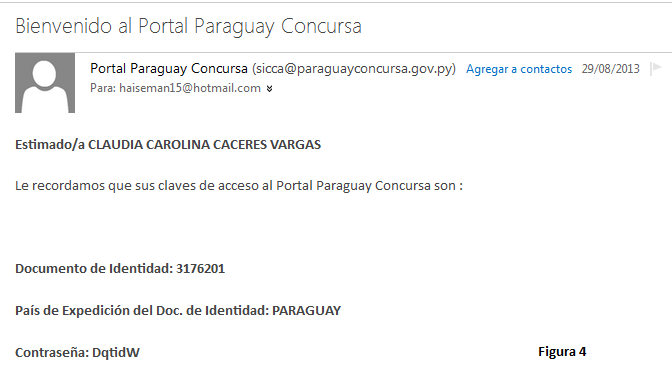 Bienvenido al Portal Paraguay Concursa
Portal Paraguay Concursa (sicca@paraguayconcursa.gov.py) Agregar a contactos 29/08/2013
Para: haiseman15@hotmail.com
Estimado/a CLAUDIA CAROLINA CACERES VARGAS
Le recordamos que sus claves de acceso al Portal Paraguay Concursa son :
Documento de Identidad: 3176201
País de Expedición del Doc. de Identidad: PARAGUAY
Contraseña: DqtidW
Figura 4